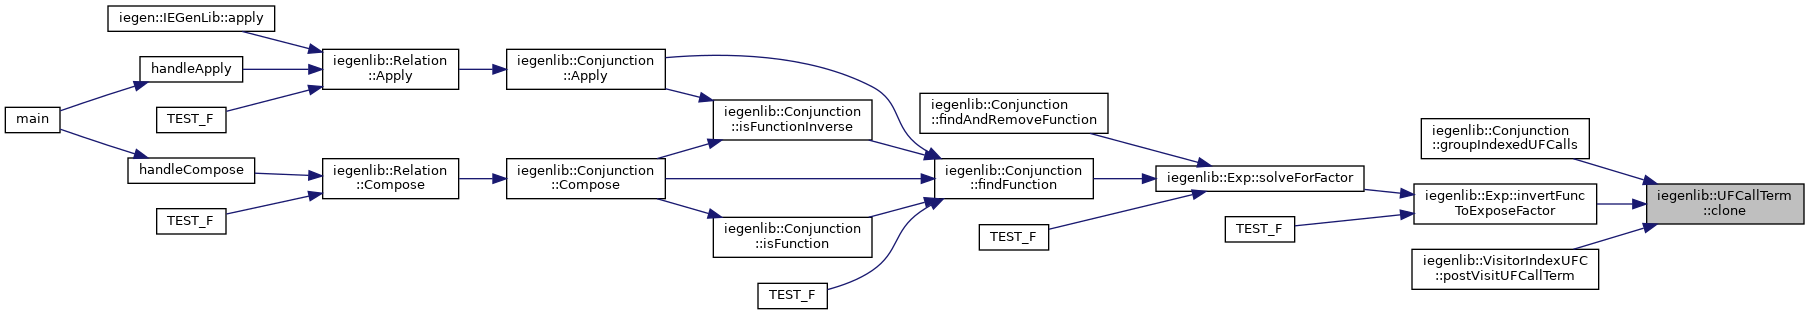 main
iegen::IEGenLib::apply
handleApply
TEST_F
handleCompose
TEST_F
iegenlib::Relation
::Apply
iegenlib::Relation
::Compose
iegenlib::Conjunction
::Apply
iegenlib::Conjunction
::Compose
iegenlib::Conjunction
::isFunctionInverse
iegenlib::Conjunction
::isFunction
TEST_F
iegenlib::Conjunction
::findAndRemoveFunction
iegenlib::Conjunction
::findFunction
TEST_F
iegenlib::Exp::solveForFactor
TEST_F
iegenlib::Conjunction
::groupIndexedUFCalls
iegenlib::Exp::invertFunc
ToExposeFactor
iegenlib::VisitorIndexUFC
::postVisitUFCallTerm
iegenlib::UFCallTerm
::clone